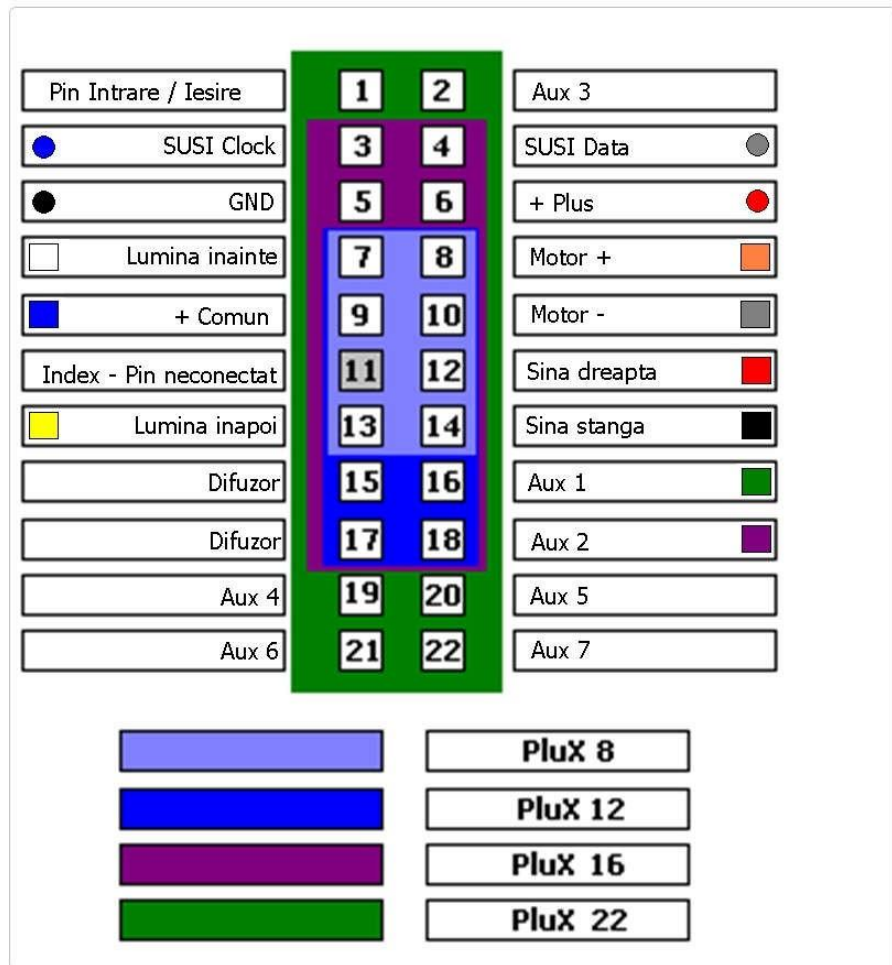 Pin Intrare / Iesire 1 2 Aux 3
SUSI Clock 3 4 SUSI Data
GND 5 6 + Plus
Lumina inainte 7 8 Motor +
+ Comun 9 10 Motor -
Index - Pin neconectat 11 12 Sina dreapta
Lumina inapoi 13 14 Sina stanga
Difuzor 15 16 Aux 1
Difuzor 17 18 Aux 2
Aux 4 19 20 Aux 5
Aux 6 21 22 Aux 7
PluX 8
PluX 12
PluX 16
PluX 22